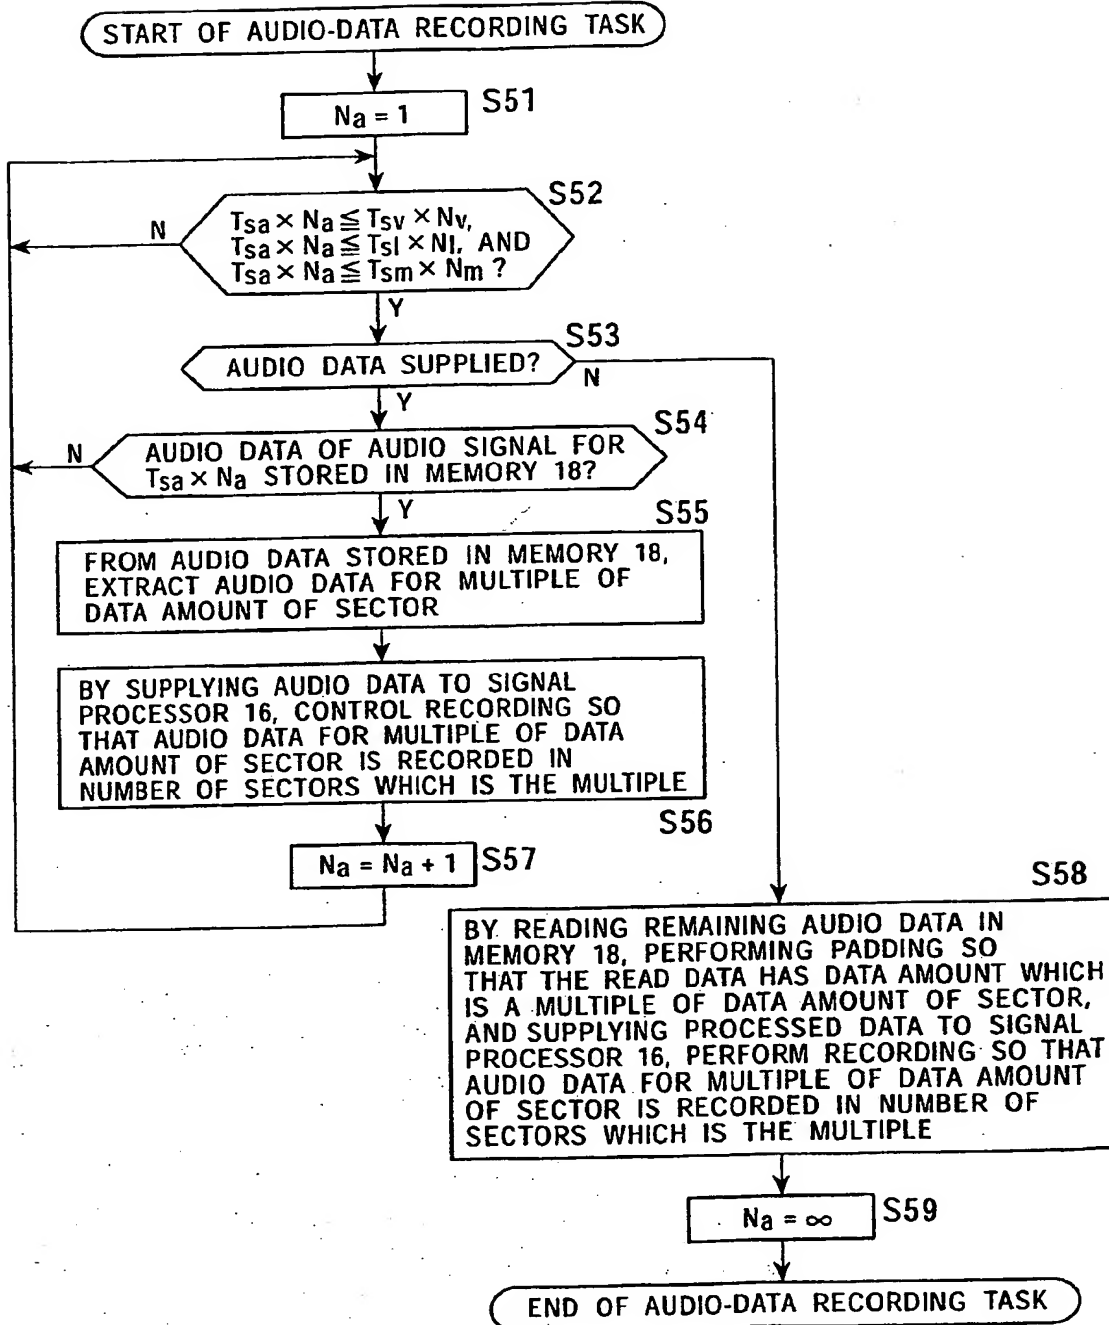 START OF AUDIO-DATA RECORDING TASK
S51
Na = 1
S52
N
Tsa × Na ≦ Tsv × Nv,
Tsa × Na ≦ Tsl × Nl, AND
Tsa × Na ≦ Tsm × Nm ?
Y
S53
AUDIO DATA SUPPLIED?
N
Y
S54
N
AUDIO DATA OF AUDIO SIGNAL FOR
Tsa × Na STORED IN MEMORY 18?
Y
S55
FROM AUDIO DATA STORED IN MEMORY 18,
EXTRACT AUDIO DATA FOR MULTIPLE OF
DATA AMOUNT OF SECTOR
BY SUPPLYING AUDIO DATA TO SIGNAL
PROCESSOR 16, CONTROL RECORDING SO
THAT AUDIO DATA FOR MULTIPLE OF DATA
AMOUNT OF SECTOR IS RECORDED IN
NUMBER OF SECTORS WHICH IS THE MULTIPLE
S56
Na = Na + 1
S57
S58
BY READING REMAINING AUDIO DATA IN
MEMORY 18, PERFORMING PADDING SO
THAT THE READ DATA HAS DATA AMOUNT WHICH
IS A MULTIPLE OF DATA AMOUNT OF SECTOR,
AND SUPPLYING PROCESSED DATA TO SIGNAL
PROCESSOR 16, PERFORM RECORDING SO THAT
AUDIO DATA FOR MULTIPLE OF DATA AMOUNT
OF SECTOR IS RECORDED IN NUMBER OF
SECTORS WHICH IS THE MULTIPLE
Na = ∞
S59
END OF AUDIO-DATA RECORDING TASK